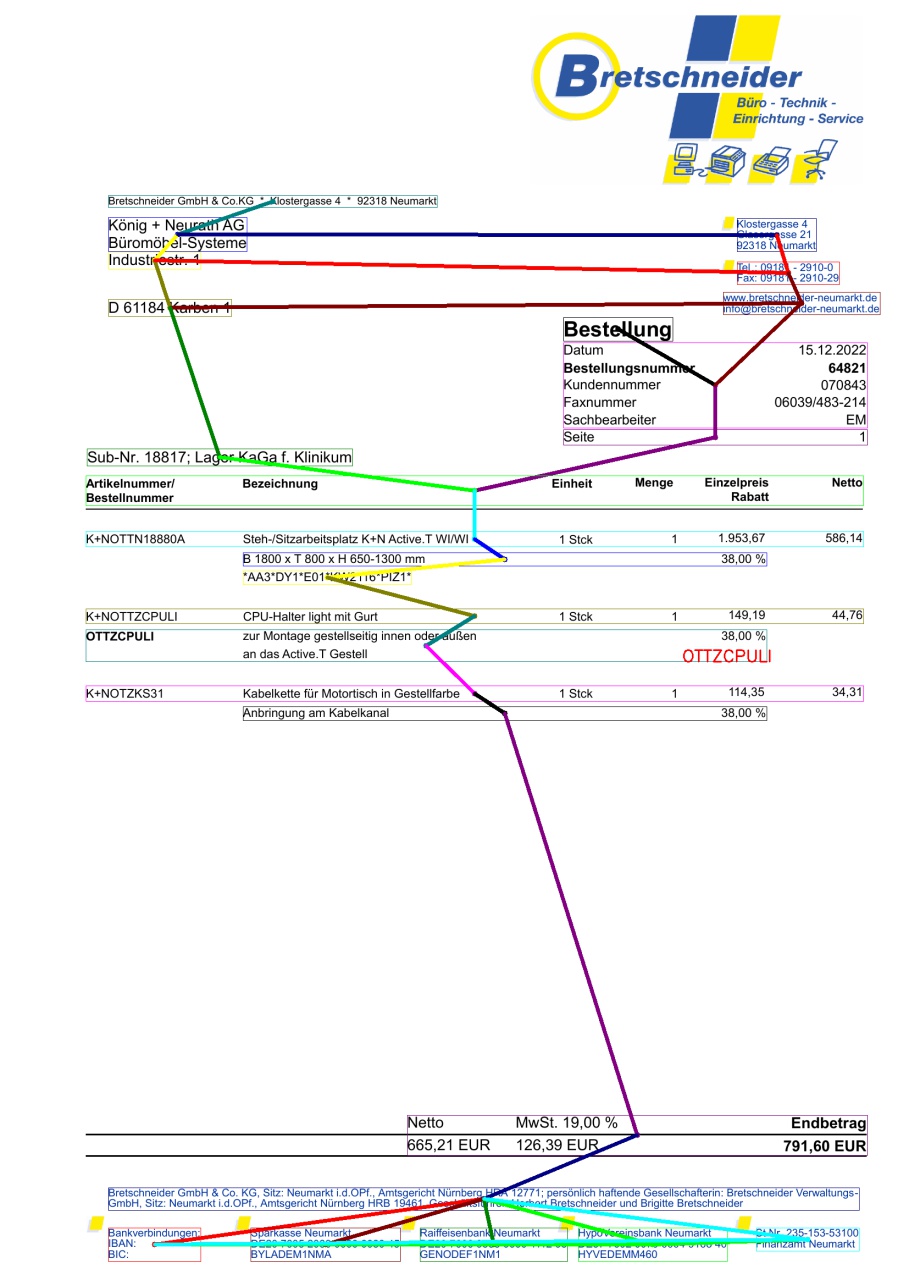 Bretschneider
Büro - Technik -
Einrichtung - Service
Bretschneider GmbH & Co.KG * Klostergasse 4 * 92318 Neumarkt
König + Neurath AG
Büromöbel-Systeme
Industriestr. 1
D 61184 Karben 1
Klostergasse 4
Glasergasse 21
92318 Neumarkt
Tel.: 09181 - 2910-0
Fax: 09181 - 2910-29
www.bretschneider-neumarkt.de
info@bretschneider-neumarkt.de
Bestellung
Datum 15.12.2022
Bestellungsnummer 64821
Kundennummer 070843
Faxnummer 06039/483-214
Sachbearbeiter EM
Seite 1
Sub-Nr. 18817; Lager KaGa f. Klinikum
Artikelnummer/ Bezeichnung Einheit Menge Einzelpreis Netto
Bestellnummer Rabatt
K+NOTTN18880A Steh-/Sitzarbeitsplatz K+N Active.T WI/WI 1 Stck 1 1.953,67 586,14
B 1800 x T 800 x H 650-1300 mm 38,00 %
*AA3*DY1*E01*KW2116*PIZ1*
K+NOTTZCPULI CPU-Halter light mit Gurt 1 Stck 1 149,19 44,76
OTTZCPULI zur Montage gestellseitig innen oder außen 38,00 %
an das Active.T Gestell OTTZCPULI
K+NOTZKS31 Kabelkette für Motortisch in Gestellfarbe 1 Stck 1 114,35 34,31
Anbringung am Kabelkanal 38,00 %
Netto MwSt. 19,00 % Endbetrag
665,21 EUR 126,39 EUR 791,60 EUR
Bretschneider GmbH & Co. KG, Sitz: Neumarkt i.d.OPf., Amtsgericht Nürnberg HRA 12771; persönlich haftende Gesellschafterin: Bretschneider Verwaltungs-
GmbH, Sitz: Neumarkt i.d.OPf., Amtsgericht Nürnberg HRB 19461, Geschäftsführer: Herbert Bretschneider und Brigitte Bretschneider
Bankverbindungen: Sparkasse Neumarkt Raiffeisenbank Neumarkt HypoVereinsbank Neumarkt St.Nr. 235-153-53100
IBAN: Finanzamt Neumarkt
BIC: BYLADEM1NMA GENODEF1NM1 HYVEDEMM460